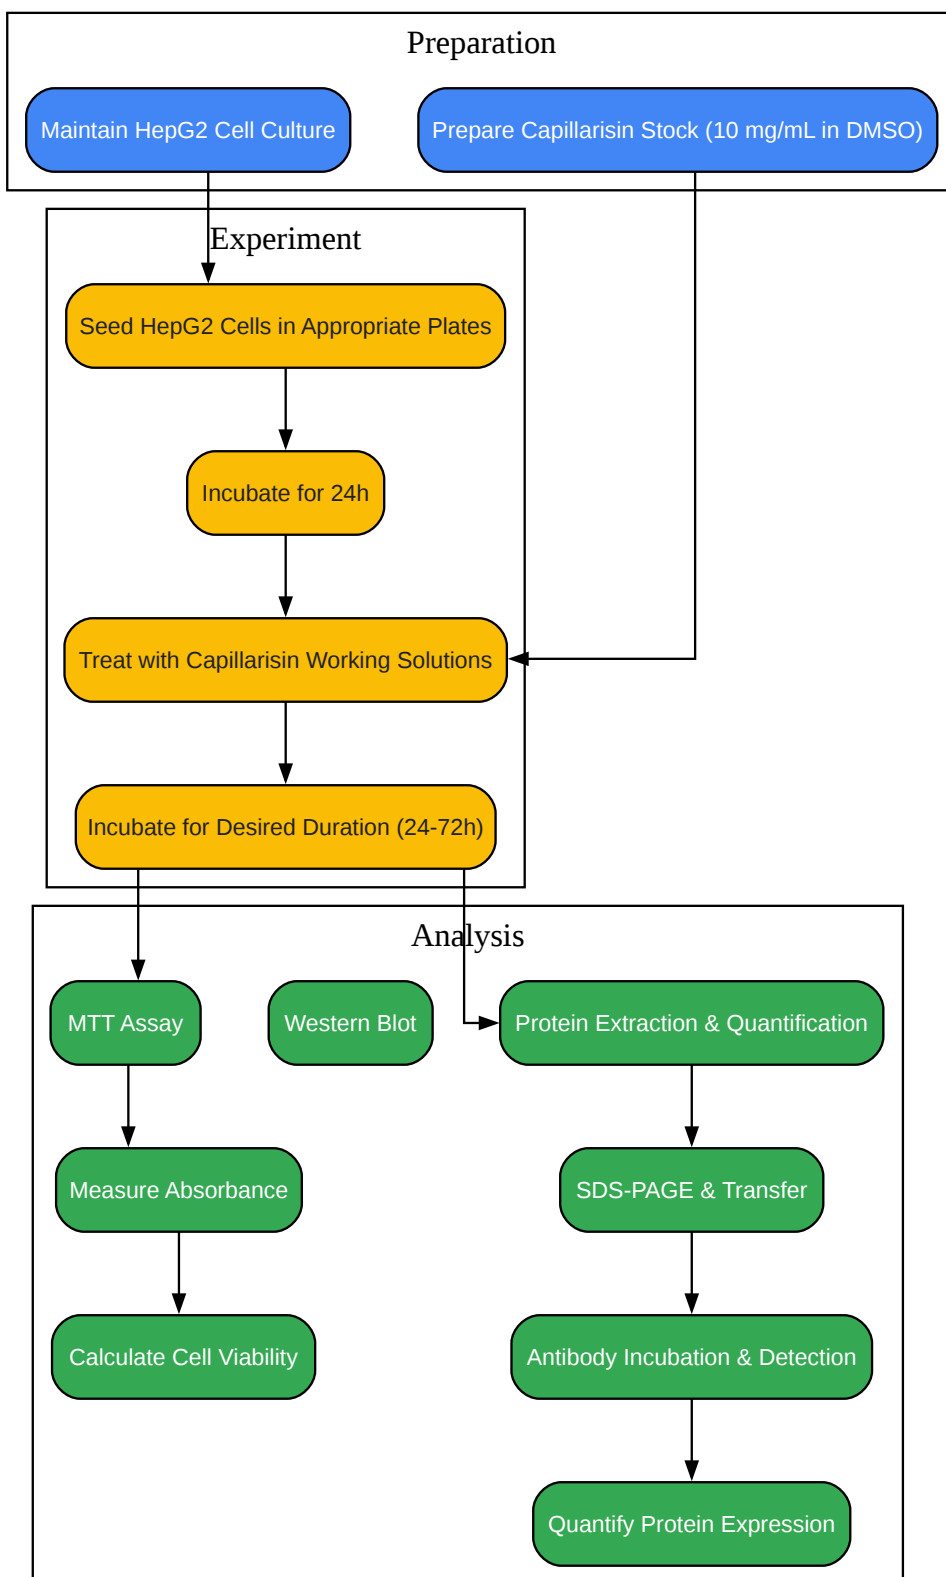 Preparation
Maintain HepG2 Cell Culture
Prepare Capillarisin Stock (10 mg/mL in DMSO)
Experiment
Seed HepG2 Cells in Appropriate Plates
Incubate for 24h
Treat with Capillarisin Working Solutions
Incubate for Desired Duration (24-72h)
Analysis
MTT Assay
Western Blot
Protein Extraction & Quantification
Measure Absorbance
SDS-PAGE & Transfer
Calculate Cell Viability
Antibody Incubation & Detection
Quantify Protein Expression